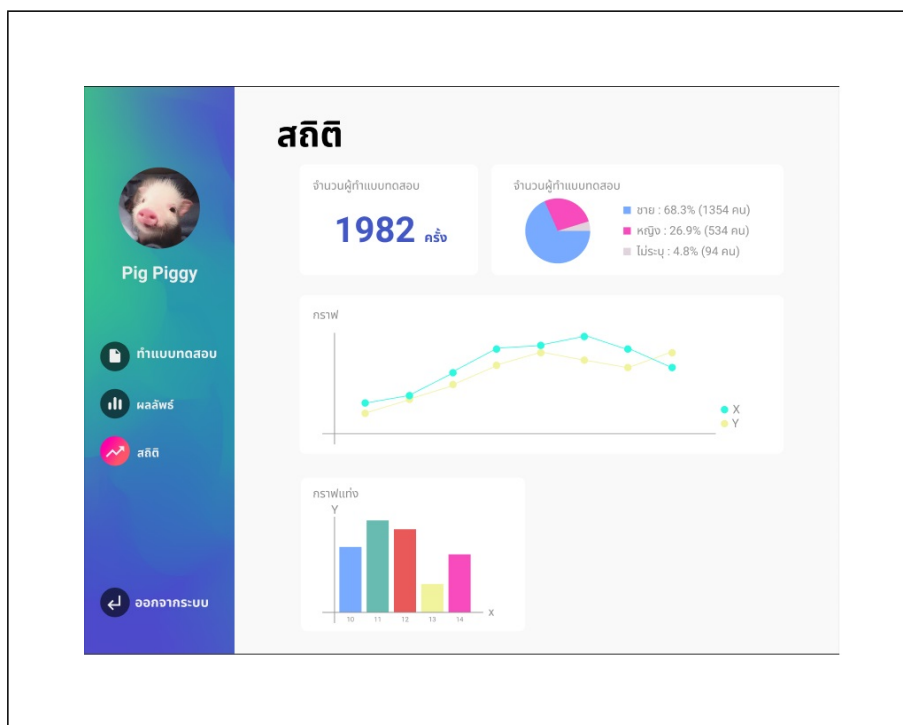 Pig Piggy
ทำแบบทดสอบ
ผลลัพธ์
สถิติ
ออกจากระบบ
สถิติ
จำนวนผู้ทำแบบทดสอบ
1982 ครั้ง
จำนวนผู้ทำแบบทดสอบ
ชาย : 68.3% (1354 คน)
หญิง : 26.9% (534 คน)
ไม่ระบุ : 4.8% (94 คน)
กราฟ
X
Y
กราฟแท่ง
Y
X
10 11 12 13 14